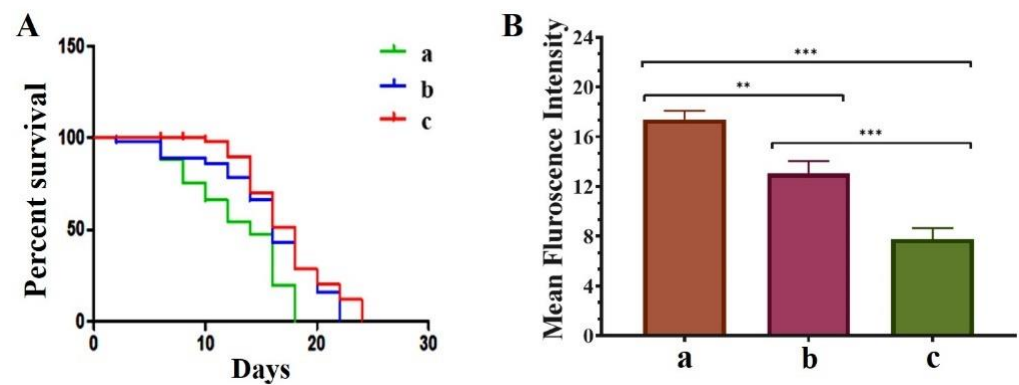 A
Percent survival
150
100
50
0
0 10 20 30
Days
a
b
c
B
Mean Fluroscence Intensity
24
20
16
12
8
4
0
***
**
***
a b c